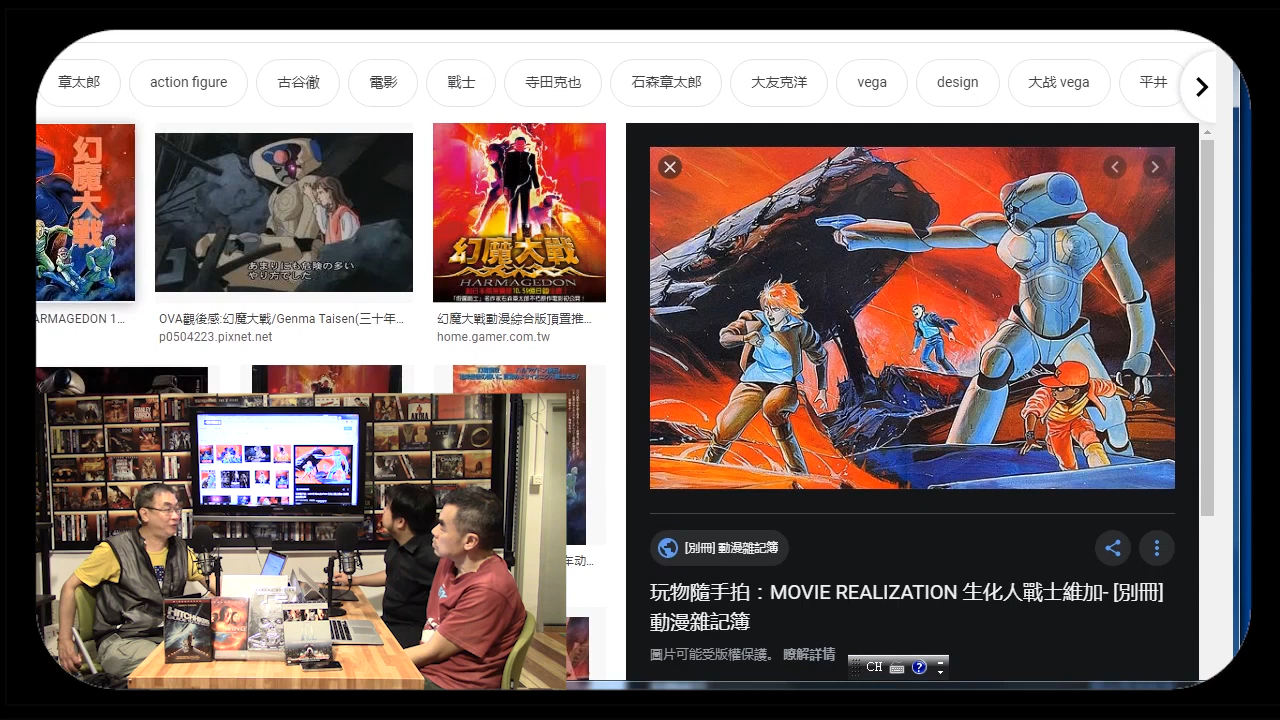 章太郎
action figure
古谷徹
電影
戰士
寺田克也
石森章太郎
大友克洋
vega
design
大战 vega
平井
幻魔大戰
あまりにも危険の多い
やり方でした
幻魔大戰
HARMAGEDON
ARMAGEDON 1...
OVA觀後感:幻魔大戰/Genma Taisen(三十年...
p0504223.pixnet.net
幻魔大戰動漫綜合版頂置推...
home.gamer.com.tw
年动...
AKIRA
HITCHCOCK
[別冊] 動漫雜記簿
玩物隨手拍：MOVIE REALIZATION 生化人戰士維加- [別冊]
動漫雜記簿
圖片可能受版權保護。 瞭解詳情
CH